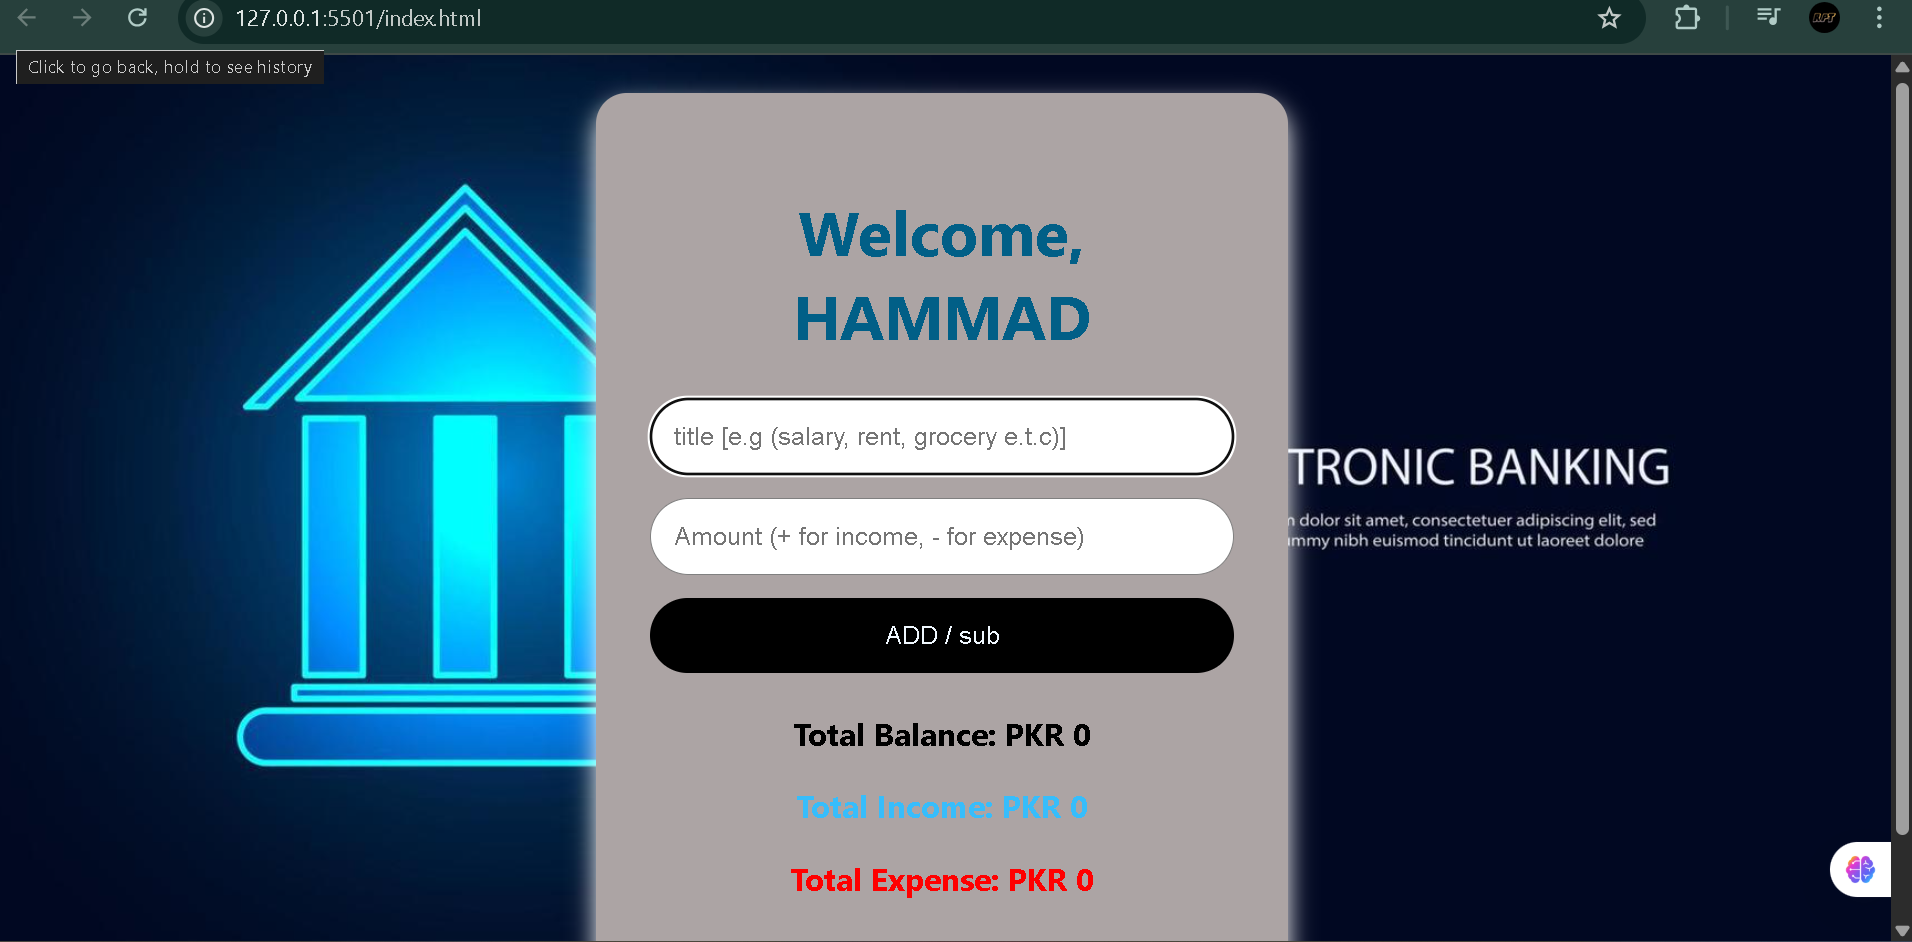 127.0.0.1:5501/index.html
RPT
Click to go back, hold to see history
Welcome,
HAMMAD
title [e.g (salary, rent, grocery e.t.c)]
TRONIC BANKING
dolor sit amet, consectetuer adipiscing elit, sed
mmy nibh euismod tincidunt ut laoreet dolore
Amount (+ for income, - for expense)
ADD / sub
Total Balance: PKR 0
Total Income: PKR 0
Total Expense: PKR 0